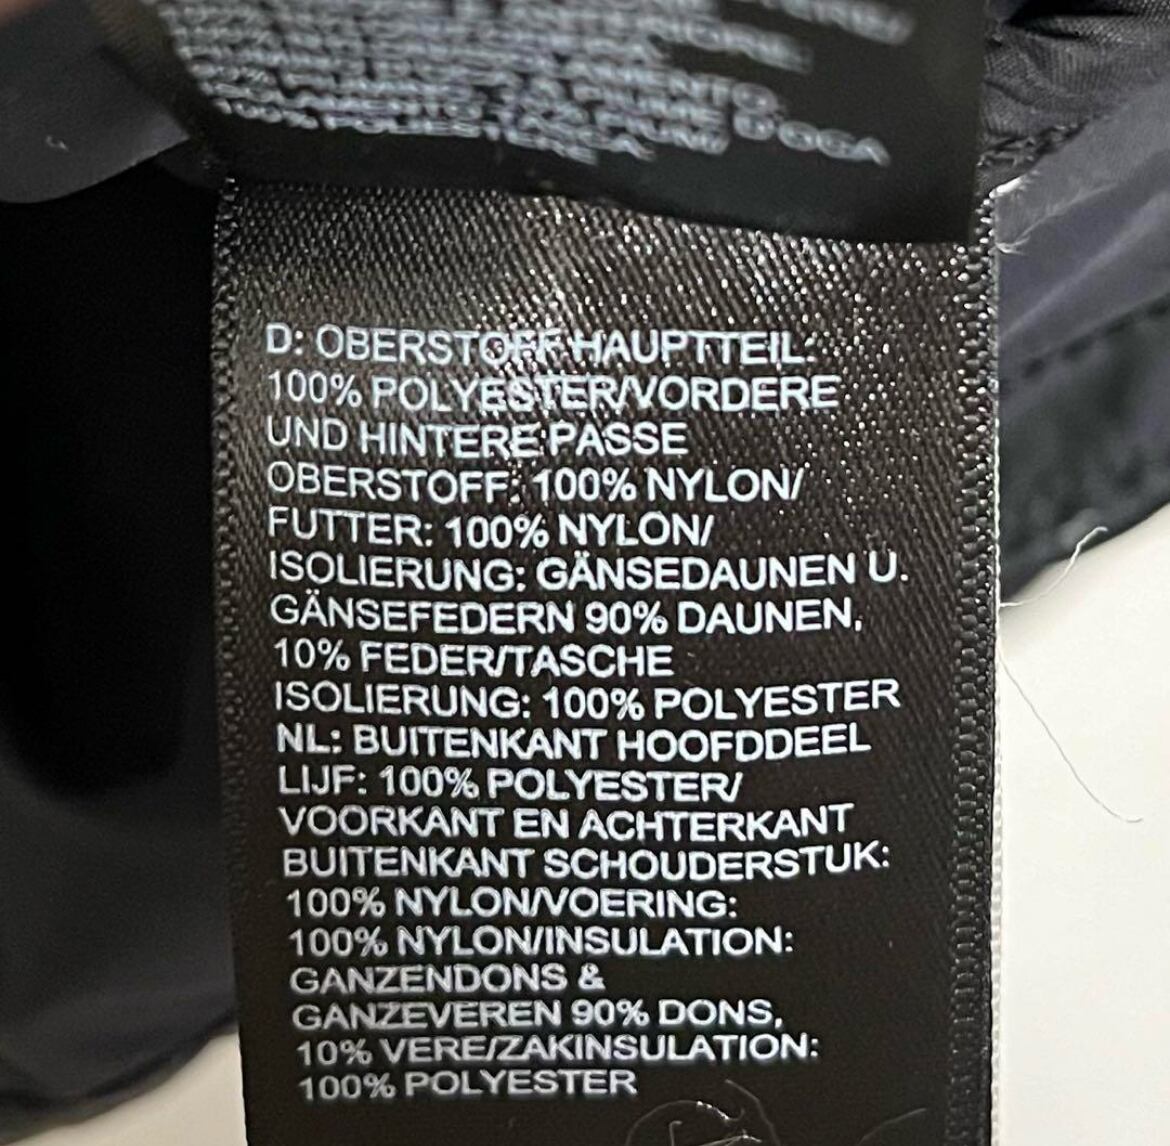 D'OCA
D: OBERSTOFF HAUPTTEIL:
100% POLYESTER/VORDERE
UND HINTERE PASSE
OBERSTOFF: 100% NYLON/
FUTTER: 100% NYLON/
ISOLIERUNG: GÄNSEDAUNEN U.
GÄNSEFEDERN 90% DAUNEN,
10% FEDER/TASCHE
ISOLIERUNG: 100% POLYESTER
NL: BUITENKANT HOOFDDEEL
LIJF: 100% POLYESTER/
VOORKANT EN ACHTERKANT
BUITENKANT SCHOUDERSTUK:
100% NYLON/VOERING:
100% NYLON/INSULATION:
GANZENDONS &
GANZEVEREN 90% DONS,
10% VERE/ZAKINSULATION:
100% POLYESTER